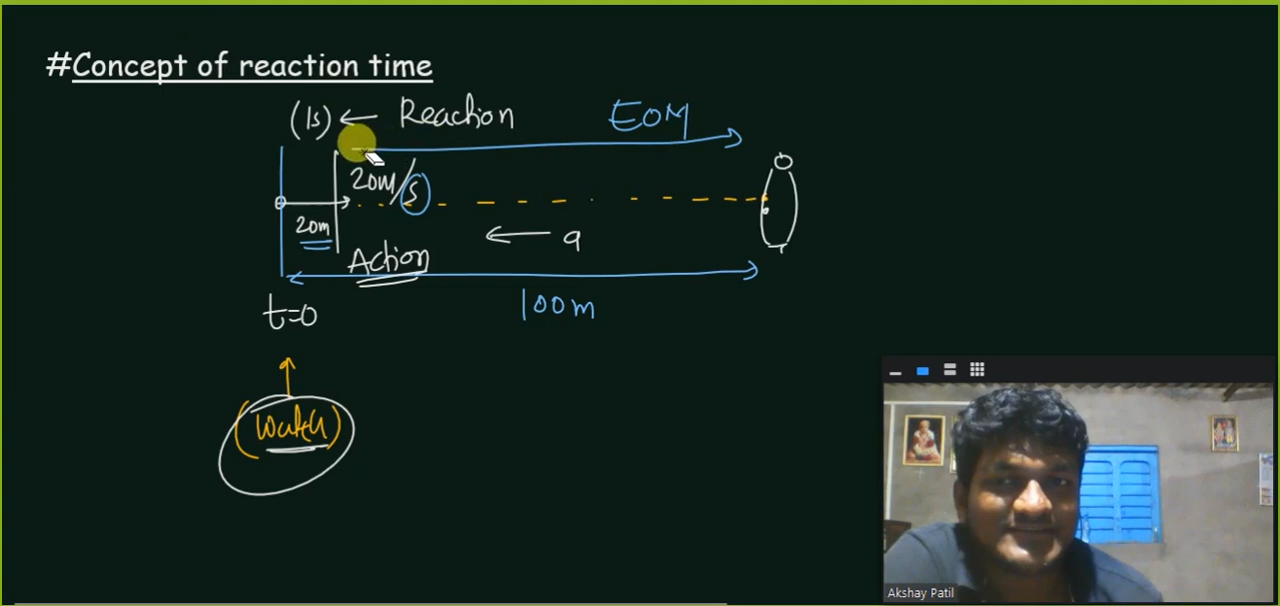 #Concept of reaction time
(1s) ← Reaction
EOM
20m/s
20m
← a
Action
100m
t=0
(Watch)
Akshay Patil